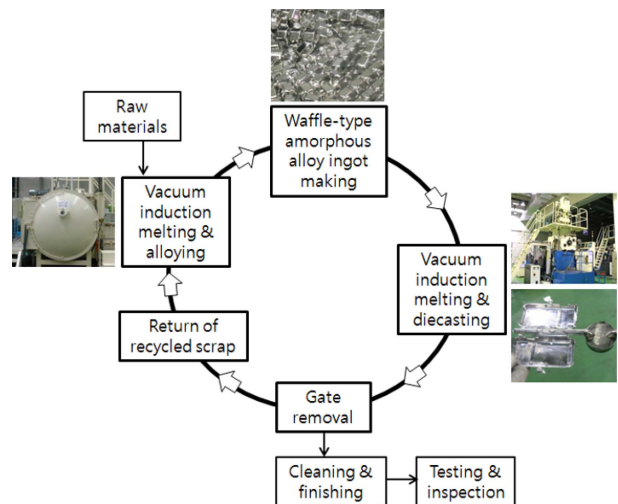 Raw
materials
Waffle-type
amorphous
alloy ingot
making
Vacuum
induction
melting &
alloying
Vacuum
induction
melting &
diecasting
Return of
recycled scrap
Gate
removal
Cleaning &
finishing
Testing &
inspection